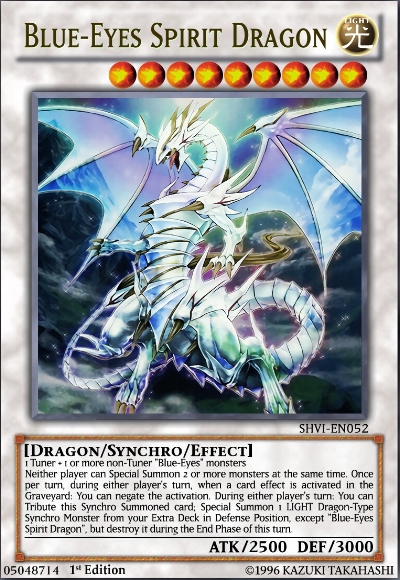 BLUE-EYES SPIRIT DRAGON
LIGHT
光
SHVI-EN052
[DRAGON/SYNCHRO/EFFECT]
1 Tuner + 1 or more non-Tuner "Blue-Eyes" monsters
Neither player can Special Summon 2 or more monsters at the same time. Once
per turn, during either player's turn, when a card effect is activated in the
Graveyard: You can negate the activation. During either player's turn: You can
Tribute this Synchro Summoned card; Special Summon 1 LIGHT Dragon-Type
Synchro Monster from your Extra Deck in Defense Position, except "Blue-Eyes
Spirit Dragon", but destroy it during the End Phase of this turn.
ATK/2500 DEF/3000
05048714 1st Edition ©1996 KAZUKI TAKAHASHI